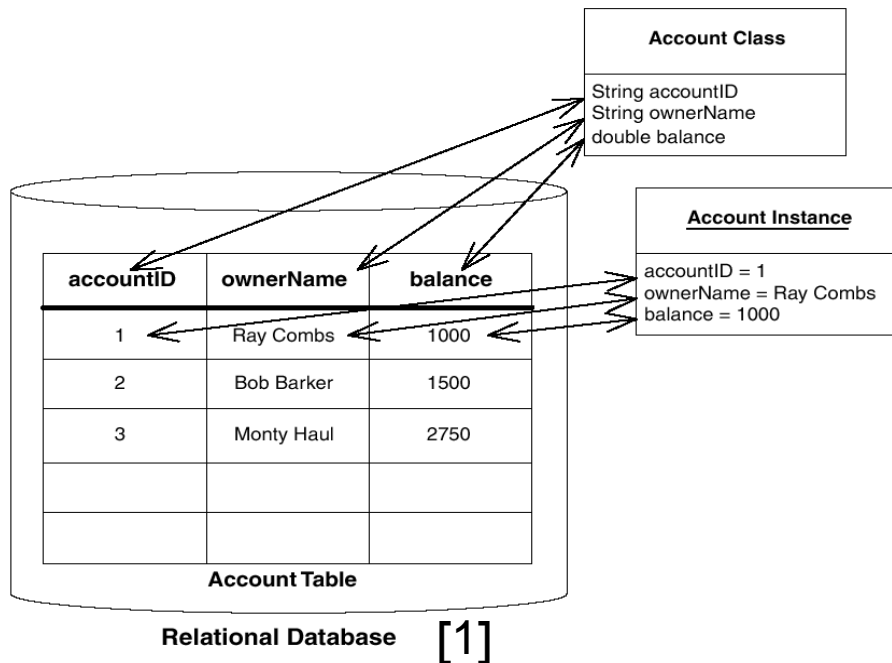 Account Class
String accountID
String ownerName
double balance
Account Instance
accountID = 1
ownerName = Ray Combs
balance = 1000
accountID ownerName balance
1 Ray Combs 1000
2 Bob Barker 1500
3 Monty Haul 2750
Account Table
Relational Database [1]